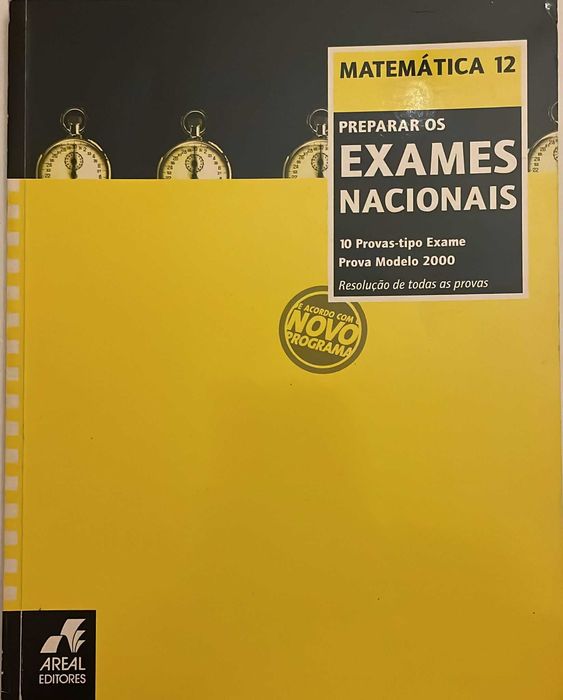 MATEMÁTICA 12
PREPARAR OS
EXAMES
NACIONAIS
10 Provas-tipo Exame
Prova Modelo 2000
Resolução de todas as provas
E ACORDO COM
NOVO
PROGRAMA
AREAL
EDITORES